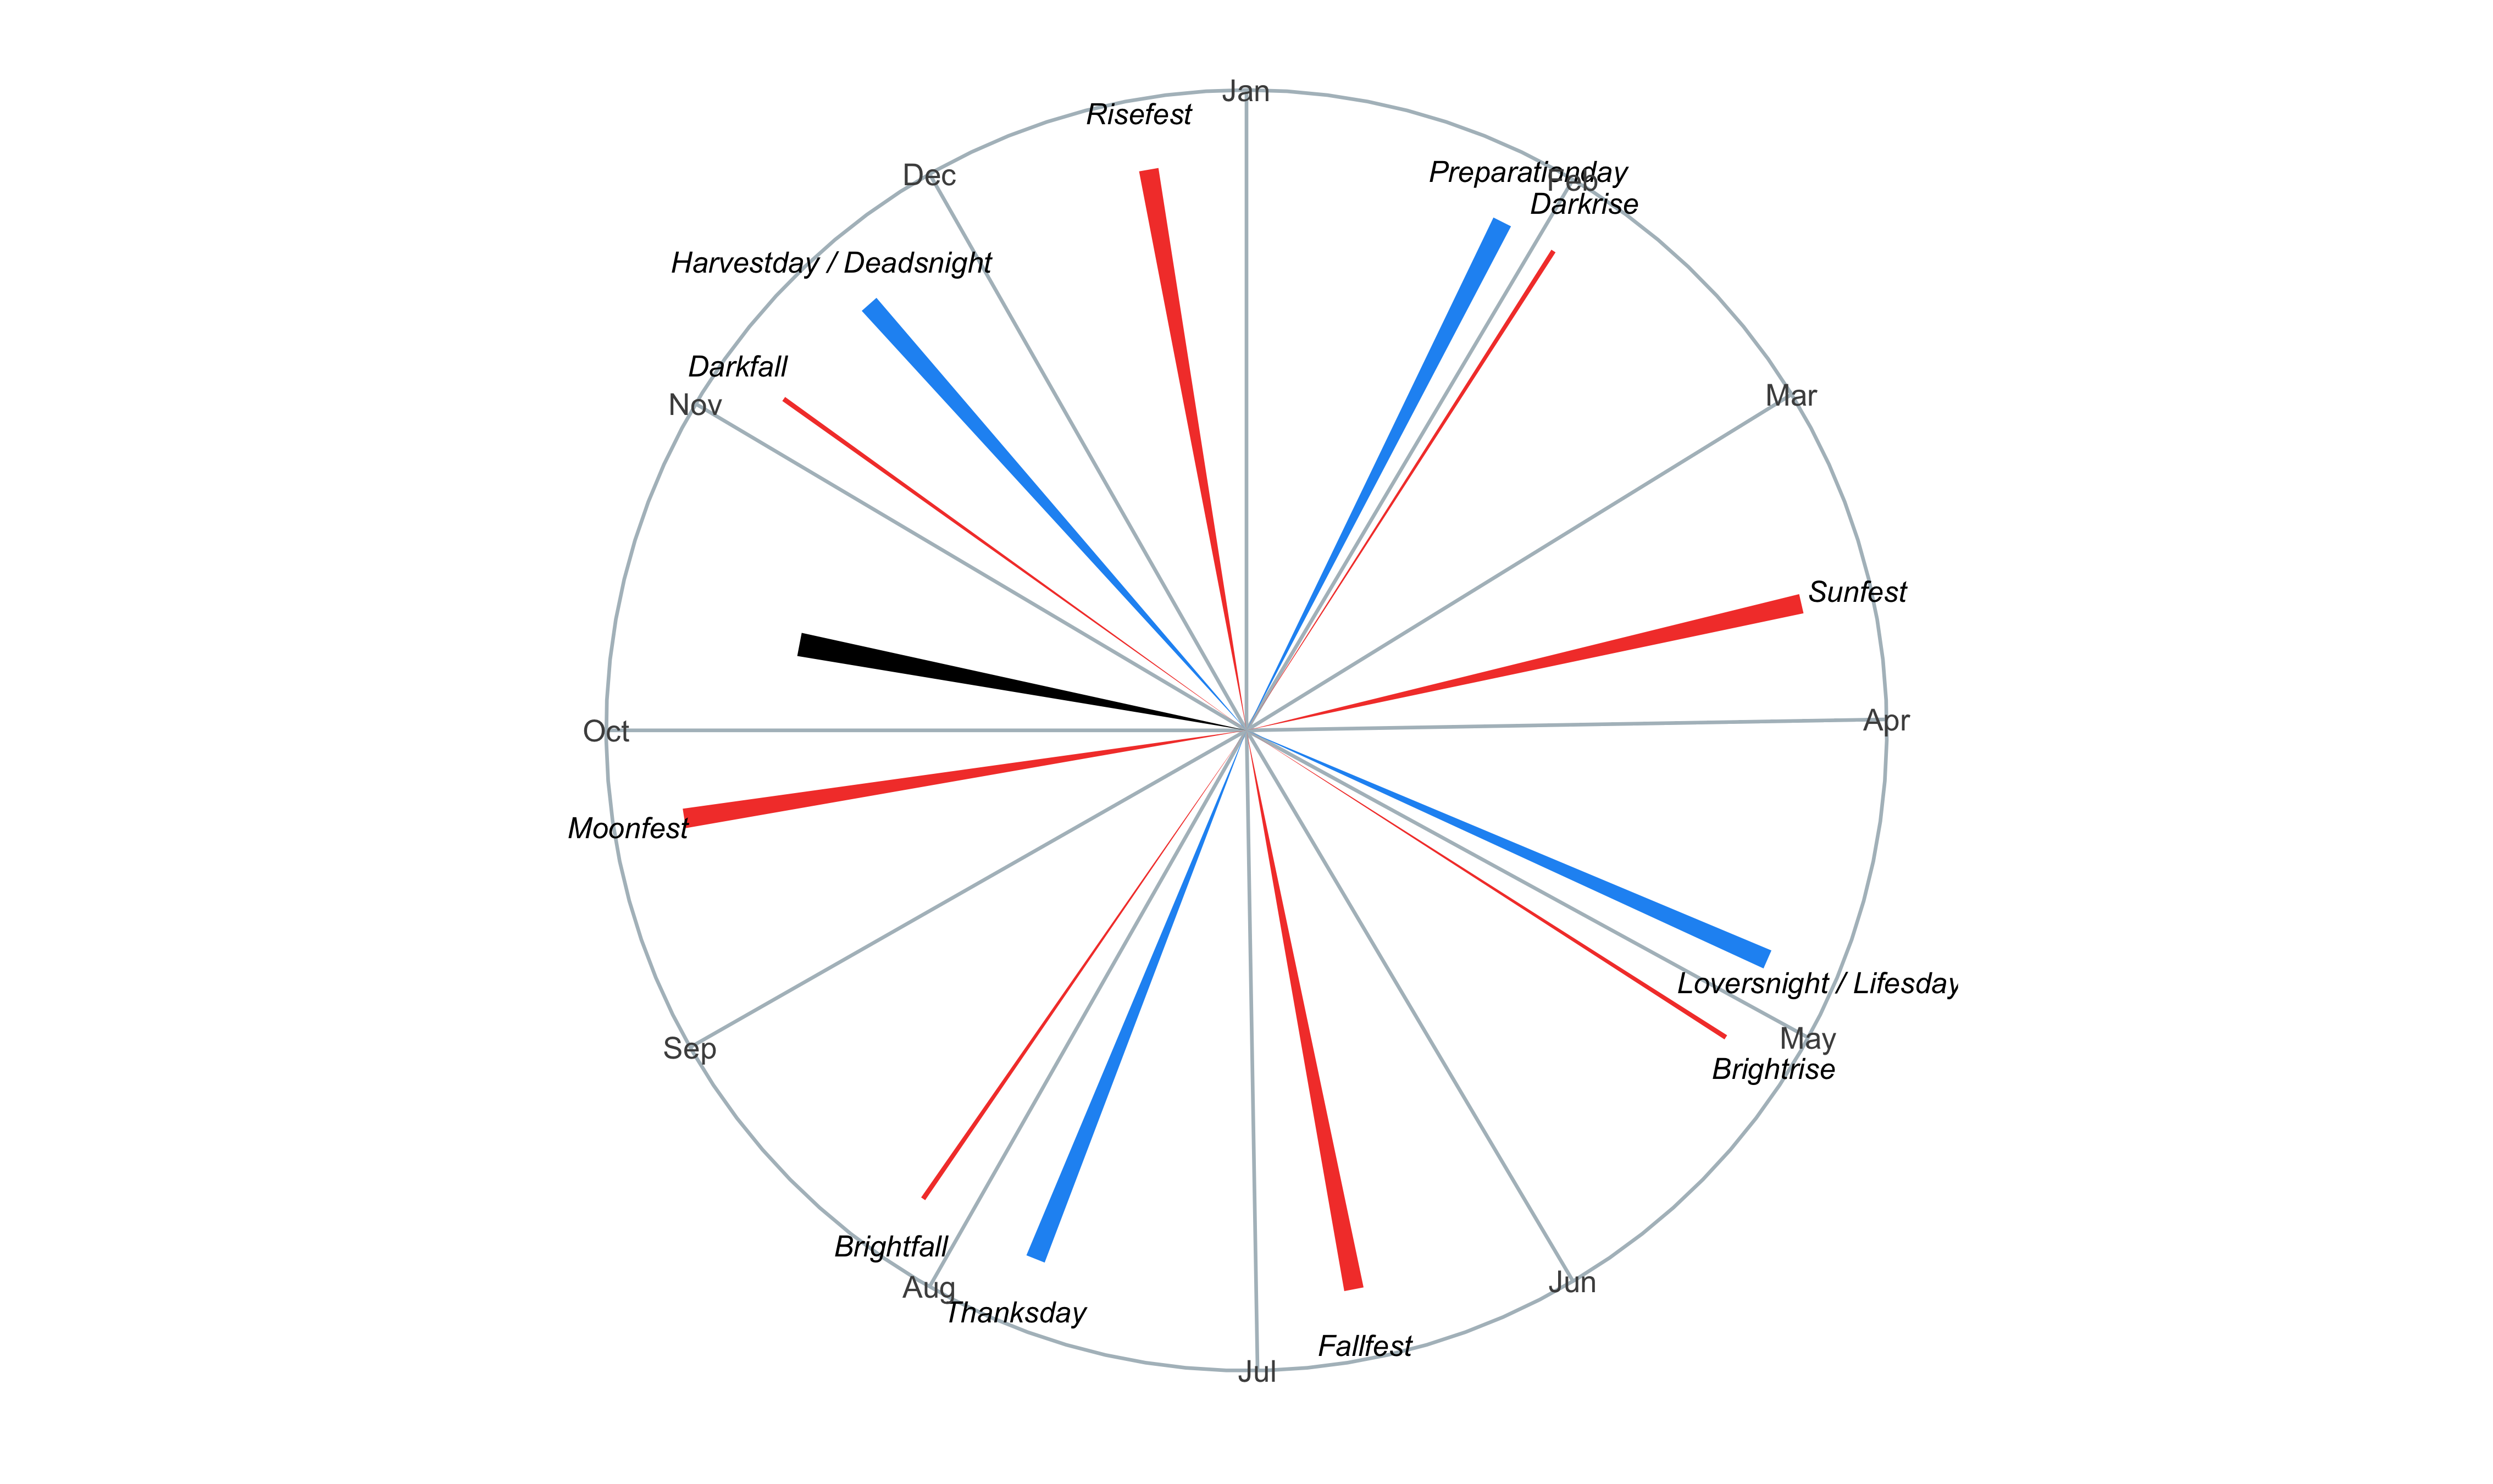 Jan
Risefest
Preparationday
Dec
Feb
Darkrise
Harvestday / Deadsnight
Darkfall
Mar
Nov
Sunfest
Apr
Oct
Moonfest
Loversnight / Lifesday
May
Sep
Brightrise
Brightfall
Jun
Aug
Thanksday
Fallfest
Jul